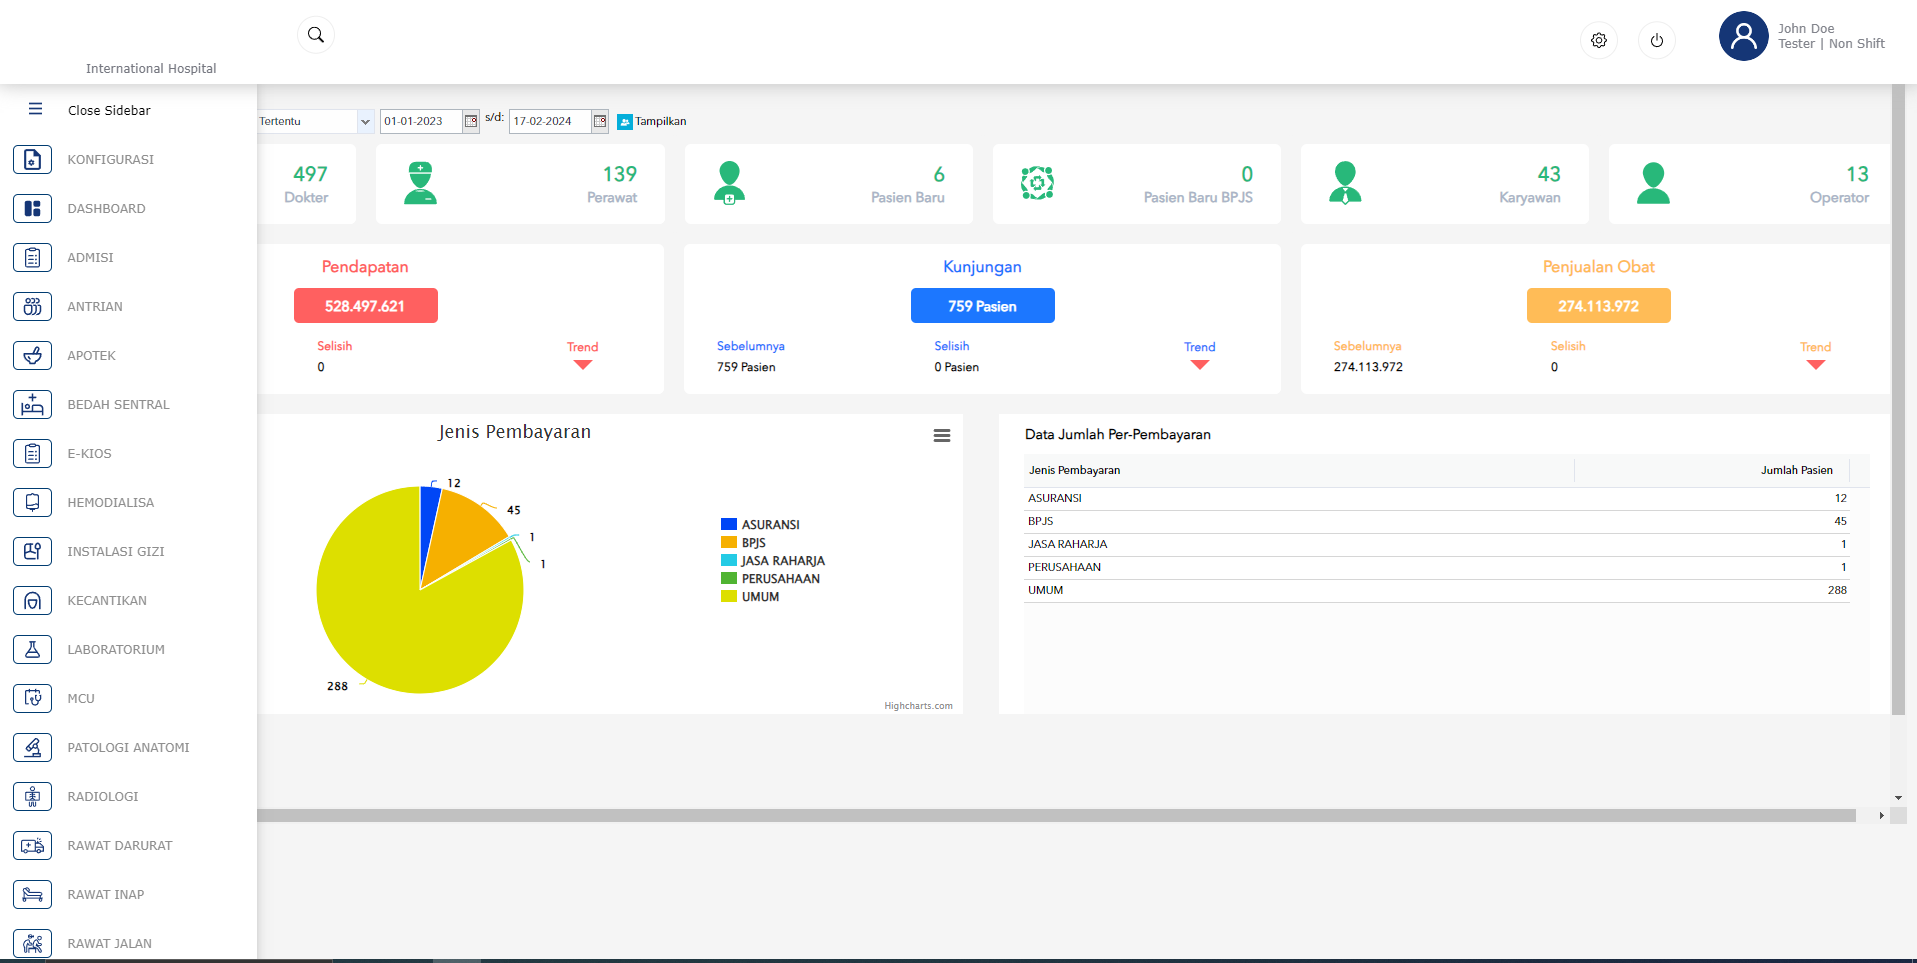 International Hospital
John Doe
Tester | Non Shift
Close Sidebar
KONFIGURASI
DASHBOARD
ADMISI
ANTRIAN
APOTEK
BEDAH SENTRAL
E-KIOS
HEMODIALISA
INSTALASI GIZI
KECANTIKAN
LABORATORIUM
MCU
PATOLOGI ANATOMI
RADIOLOGI
RAWAT DARURAT
RAWAT INAP
RAWAT JALAN
Tertentu 01-01-2023 s/d: 17-02-2024 Tampilkan
497
Dokter
139
Perawat
6
Pasien Baru
0
Pasien Baru BPJS
43
Karyawan
13
Operator
Pendapatan
528.497.621
Selisih Trend
0
Kunjungan
759 Pasien
Sebelumnya Selisih Trend
759 Pasien 0 Pasien
Penjualan Obat
274.113.972
Sebelumnya Selisih Trend
274.113.972 0
Jenis Pembayaran
12
45
1
1
288
ASURANSI
BPJS
JASA RAHARJA
PERUSAHAAN
UMUM
Highcharts.com
Data Jumlah Per-Pembayaran
Jenis Pembayaran Jumlah Pasien
ASURANSI 12
BPJS 45
JASA RAHARJA 1
PERUSAHAAN 1
UMUM 288